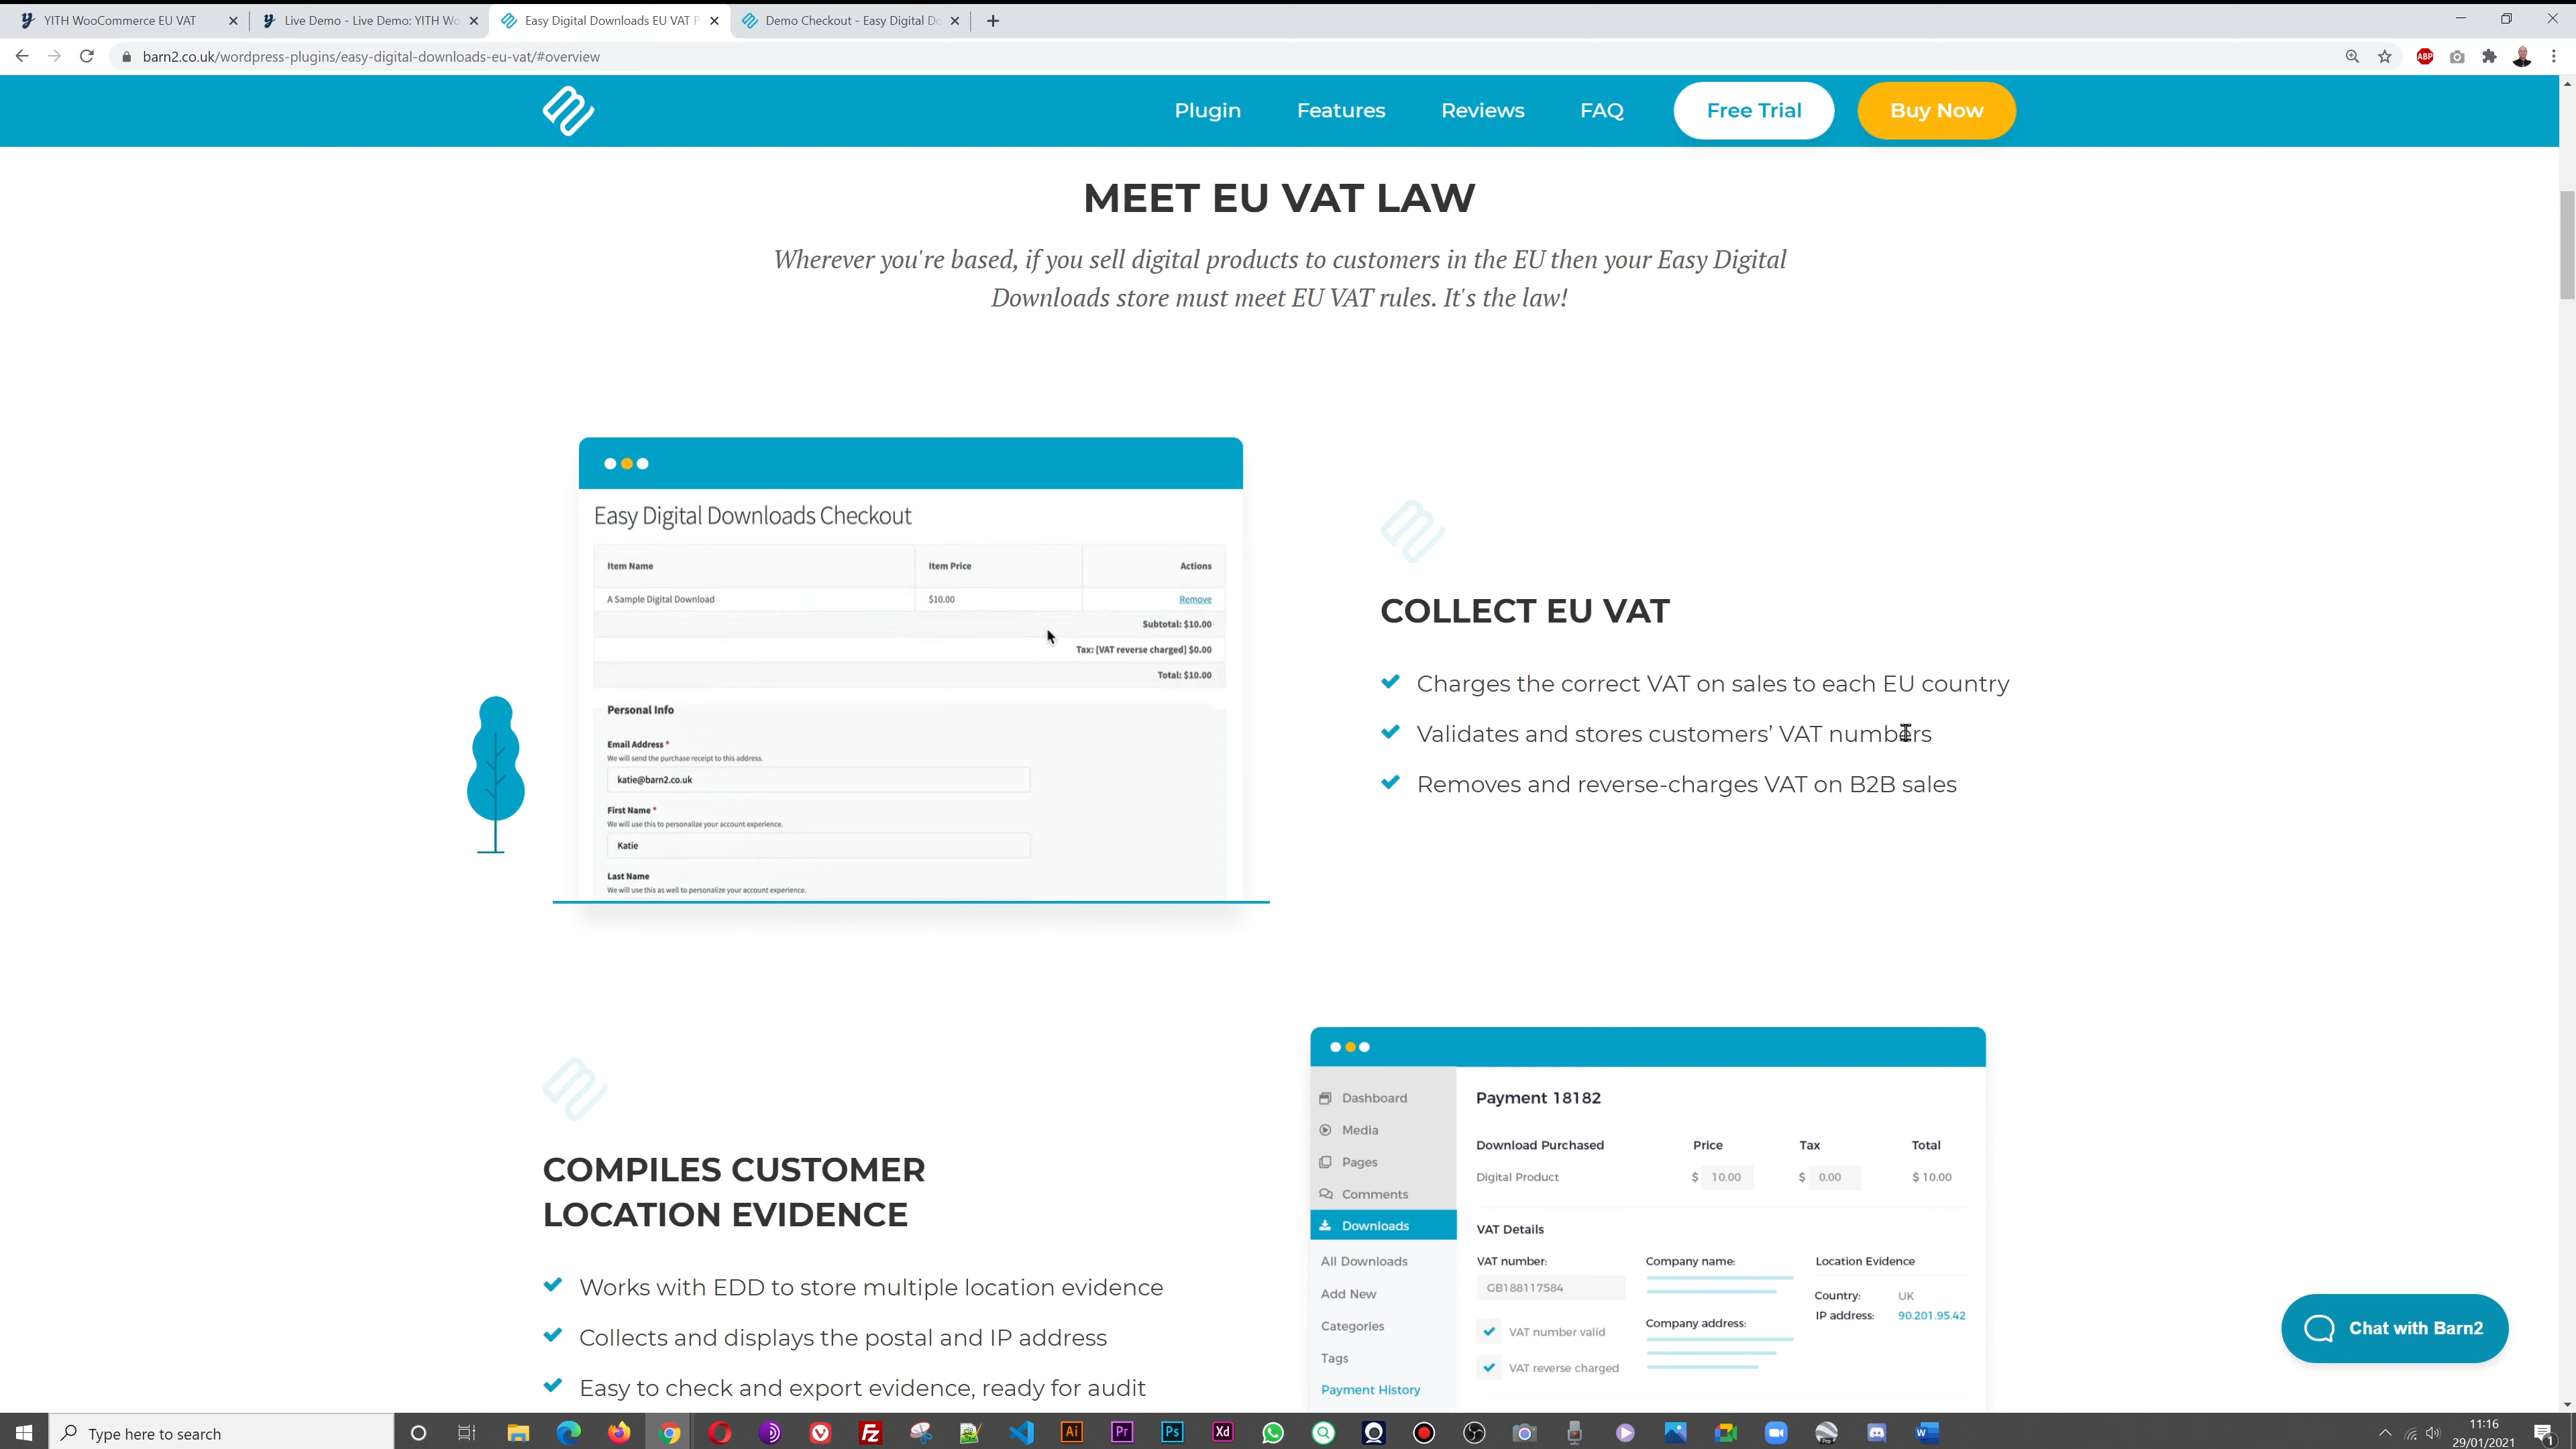 YITH WooCommerce EU VAT
Live Demo - Live Demo: YITH Wo
Easy Digital Downloads EU VAT P
Demo Checkout - Easy Digital Do
barn2.co.uk/wordpress-plugins/easy-digital-downloads-eu-vat/#overview
ABP
Plugin
Features
Reviews
FAQ
Free Trial
Buy Now
MEET EU VAT LAW
Wherever you're based, if you sell digital products to customers in the EU then your Easy Digital
Downloads store must meet EU VAT rules. It's the law!
Easy Digital Downloads Checkout
Item Name Item Price Actions
A Sample Digital Download $10.00 Remove
Subtotal: $10.00
Tax: [VAT reverse charged] $0.00
Total: $10.00
Personal Info
Email Address *
We will send the purchase receipt to this address.
katie@barn2.co.uk
First Name *
We will use this to personalize your account experience.
Katie
Last Name
We will use this as well to personalize your account experience.
COLLECT EU VAT
Charges the correct VAT on sales to each EU country
Validates and stores customers’ VAT numbers
Removes and reverse-charges VAT on B2B sales
COMPILES CUSTOMER
LOCATION EVIDENCE
Works with EDD to store multiple location evidence
Collects and displays the postal and IP address
Easy to check and export evidence, ready for audit
Dashboard
Media
Pages
Comments
Downloads
All Downloads
Add New
Categories
Tags
Payment History
Payment 18182
Download Purchased Price Tax Total
Digital Product $ 10.00 $ 0.00 $ 10.00
VAT Details
VAT number: Company name: Location Evidence
GB188117584
Country: UK
IP address: 90.201.95.42
Company address:
VAT number valid
VAT reverse charged
Chat with Barn2
Type here to search
Ai
Pr
Ps
Xd
11:16
29/01/2021
1